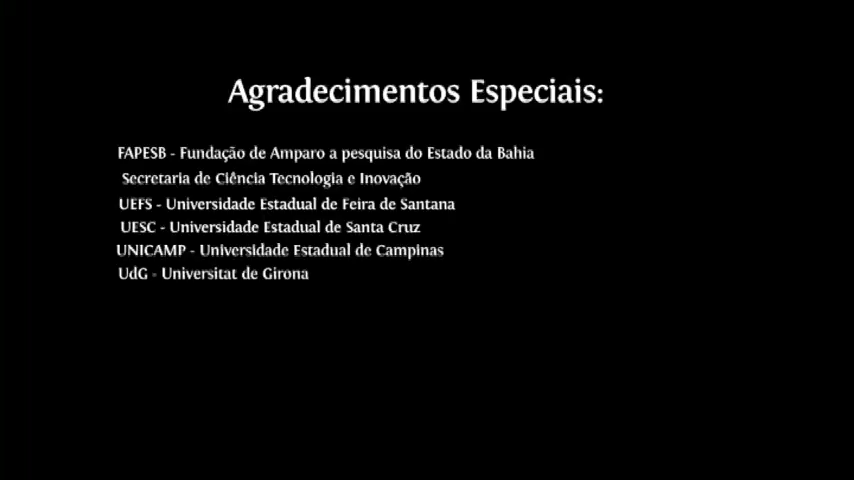 Agradecimentos Especiais:
FAPESB - Fundação de Amparo a pesquisa do Estado da Bahia
Secretaria de Ciência Tecnologia e Inovação
UEFS - Universidade Estadual de Feira de Santana
UESC - Universidade Estadual de Santa Cruz
UNICAMP - Universidade Estadual de Campinas
UdG - Universitat de Girona